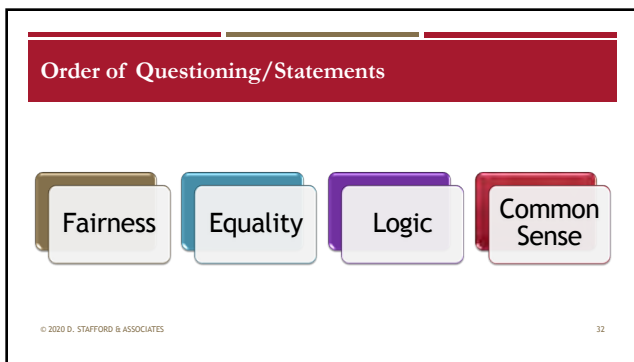 Order of Questioning/Statements
Fairness
Equality
Logic
Common
Sense
© 2020 D. STAFFORD & ASSOCIATES
32